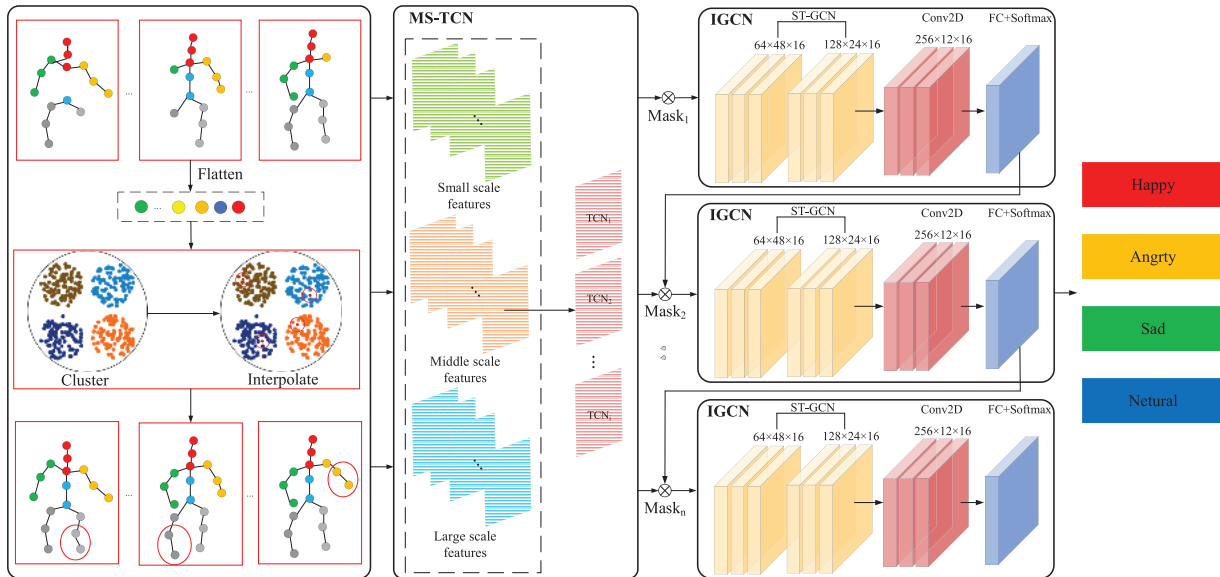 ...
...
Flatten
...
Cluster
Interpolate
...
...
MS-TCN
Small scale
features
Middle scale
features
Large scale
features
TCN₁
TCN₂
...
Mask₁
Mask₂
Maskₙ
IGCN
ST-GCN
64×48×16
128×24×16
Conv2D
256×12×16
FC+Softmax
IGCN
ST-GCN
64×48×16
128×24×16
Conv2D
256×12×16
FC+Softmax
IGCN
ST-GCN
64×48×16
128×24×16
Conv2D
256×12×16
FC+Softmax
Happy
Angrty
Sad
Netural